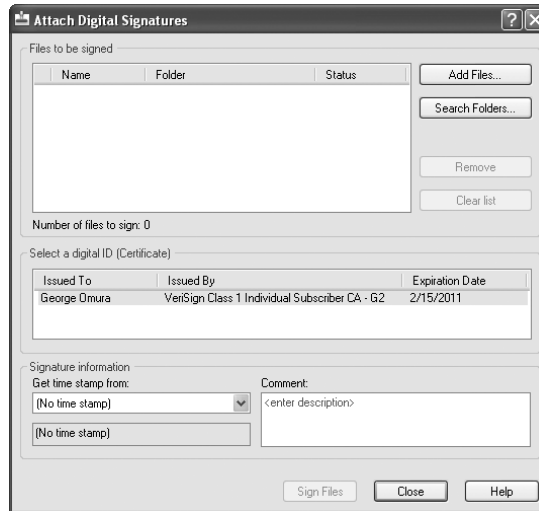 Attach Digital Signatures
Files to be signed
Name Folder Status
Add Files...
Search Folders...
Remove
Clear list
Number of files to sign: 0
Select a digital ID (Certificate)
Issued To Issued By Expiration Date
George Omura VeriSign Class 1 Individual Subscriber CA - G2 2/15/2011
Signature information
Get time stamp from: Comment:
(No time stamp) <enter description>
(No time stamp)
Sign Files Close Help